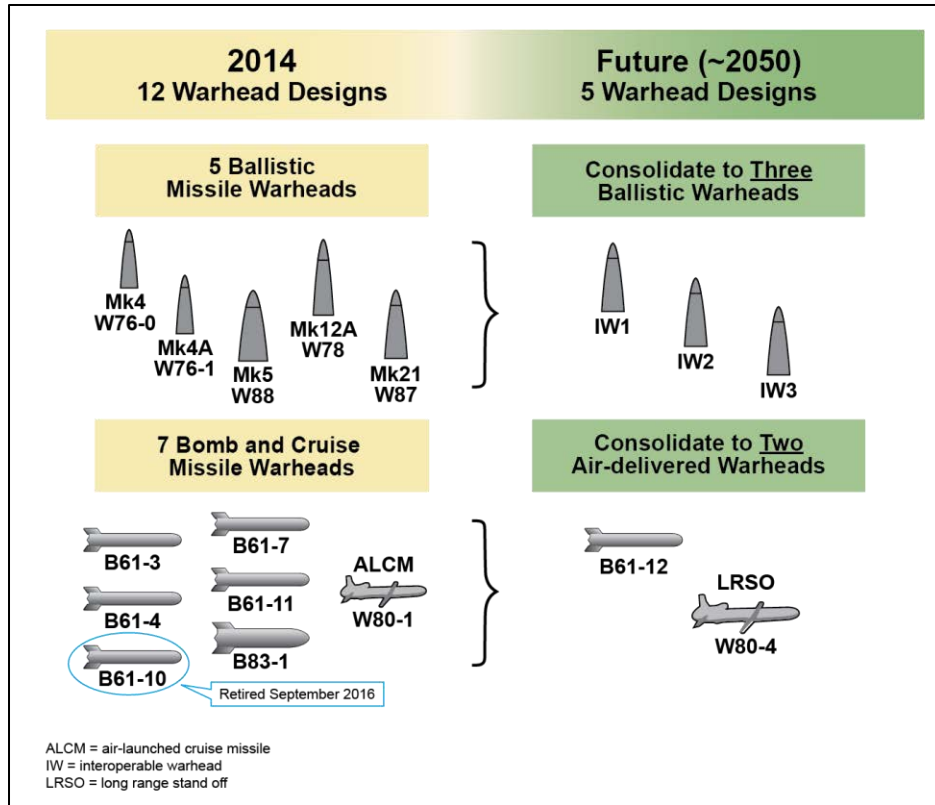 2014
12 Warhead Designs
Future (~2050)
5 Warhead Designs
5 Ballistic
Missile Warheads
Consolidate to Three
Ballistic Warheads
Mk4
W76-0
Mk4A
W76-1
Mk5
W88
Mk12A
W78
Mk21
W87
IW1
IW2
IW3
7 Bomb and Cruise
Missile Warheads
Consolidate to Two
Air-delivered Warheads
B61-3
B61-7
B61-4
B61-11
B61-10
B83-1
ALCM
W80-1
Retired September 2016
B61-12
LRSO
W80-4
ALCM = air-launched cruise missile
IW = interoperable warhead
LRSO = long range stand off